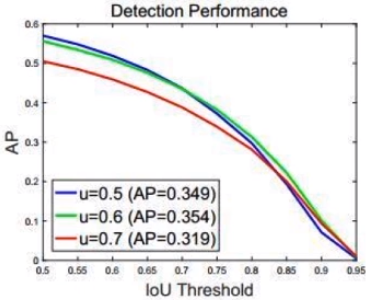 Detection Performance
0.6
0.5
0.4
0.3
0.2
0.1
0
AP
u=0.5 (AP=0.349)
u=0.6 (AP=0.354)
u=0.7 (AP=0.319)
0.5 0.55 0.6 0.65 0.7 0.75 0.8 0.85 0.9 0.95
IoU Threshold